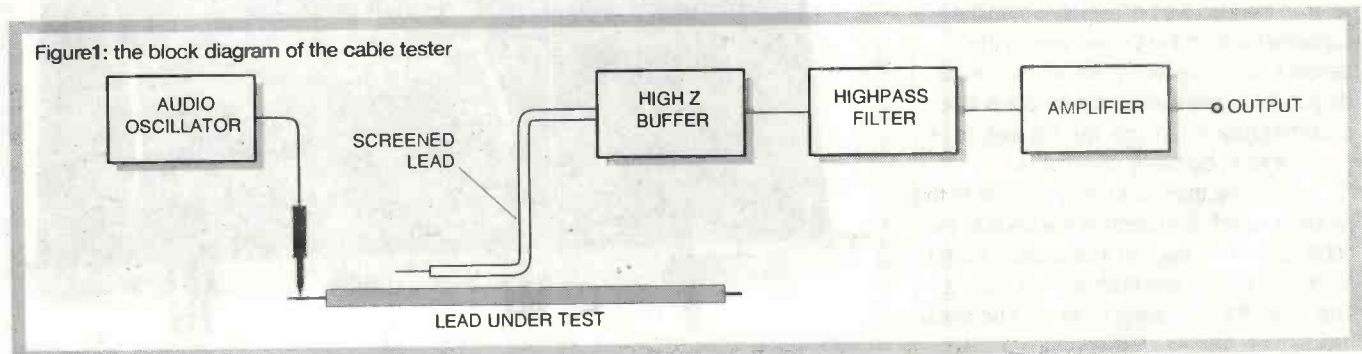 Figure1: the block diagram of the cable tester
AUDIO
OSCILLATOR
SCREENED
LEAD
HIGH Z
BUFFER
HIGHPASS
FILTER
AMPLIFIER
OUTPUT
LEAD UNDER TEST